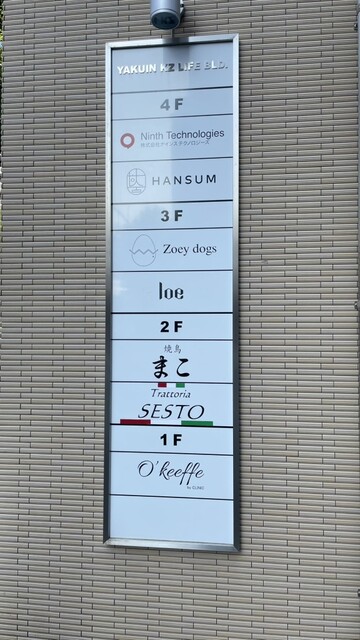 YAKUIN KZ LIFE BLD.
4F
Ninth Technologies
株式会社ナインステクノロジーズ
HANSUM
3F
Zoey dogs
loe
2F
焼鳥
まこ
Trattoria
SESTO
1F
O'keeffe